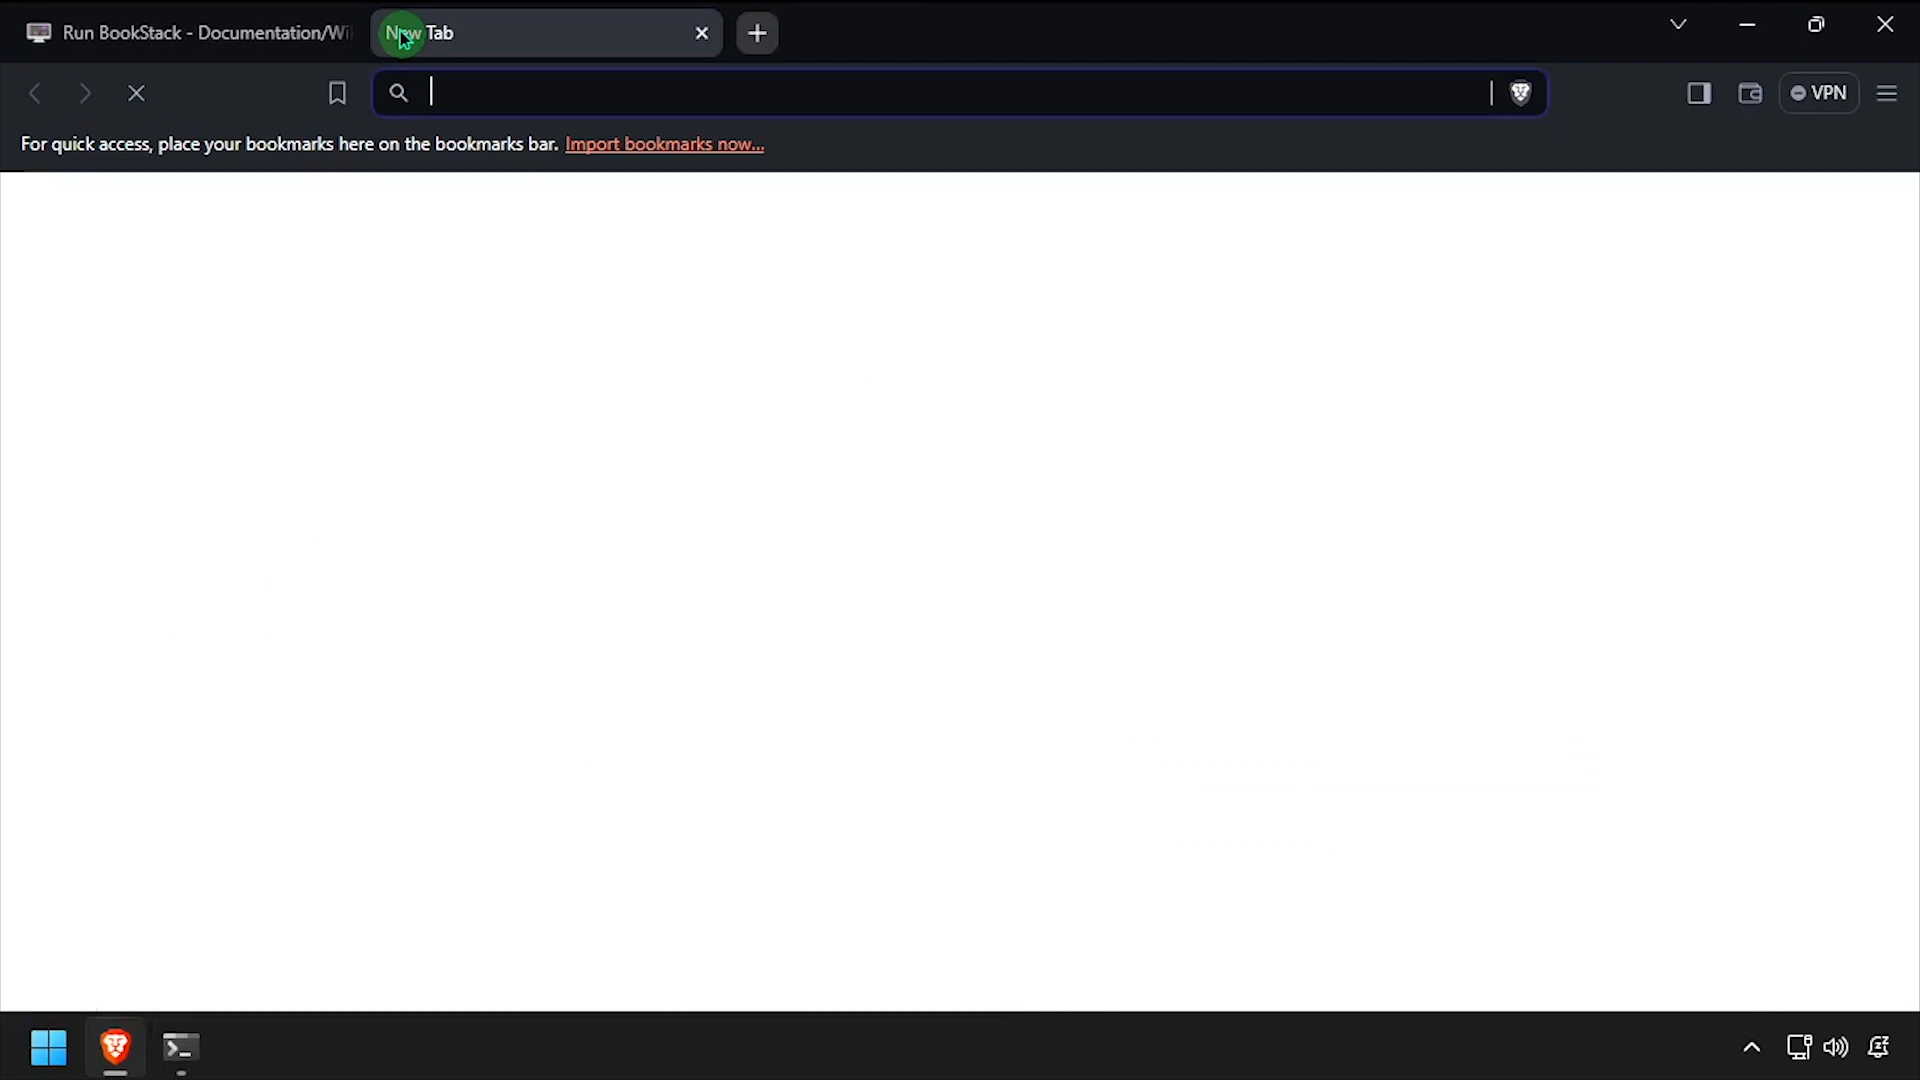 Run BookStack - Documentation/Wi
New Tab
VPN
For quick access, place your bookmarks here on the bookmarks bar. Import bookmarks now...